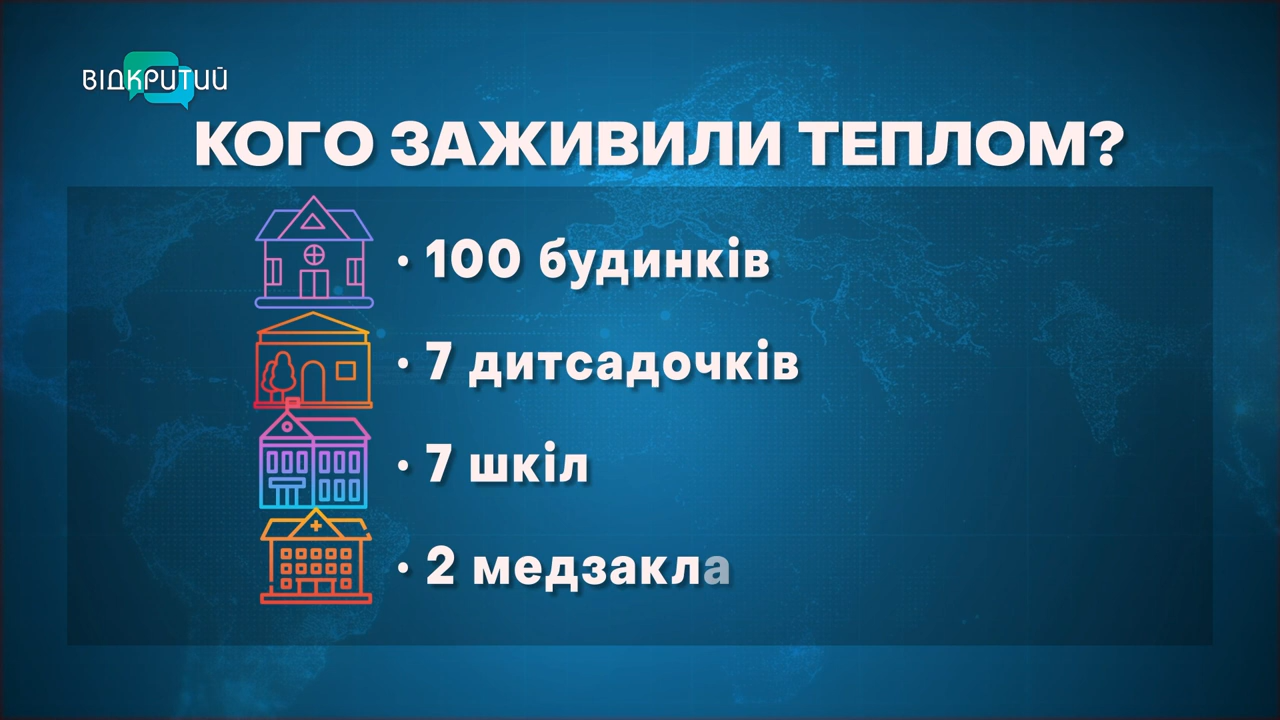 ВІДКРИТИЙ
КОГО ЗАЖИВИЛИ ТЕПЛОМ?
· 100 будинків
· 7 дитсадочків
· 7 шкіл
· 2 медзакла